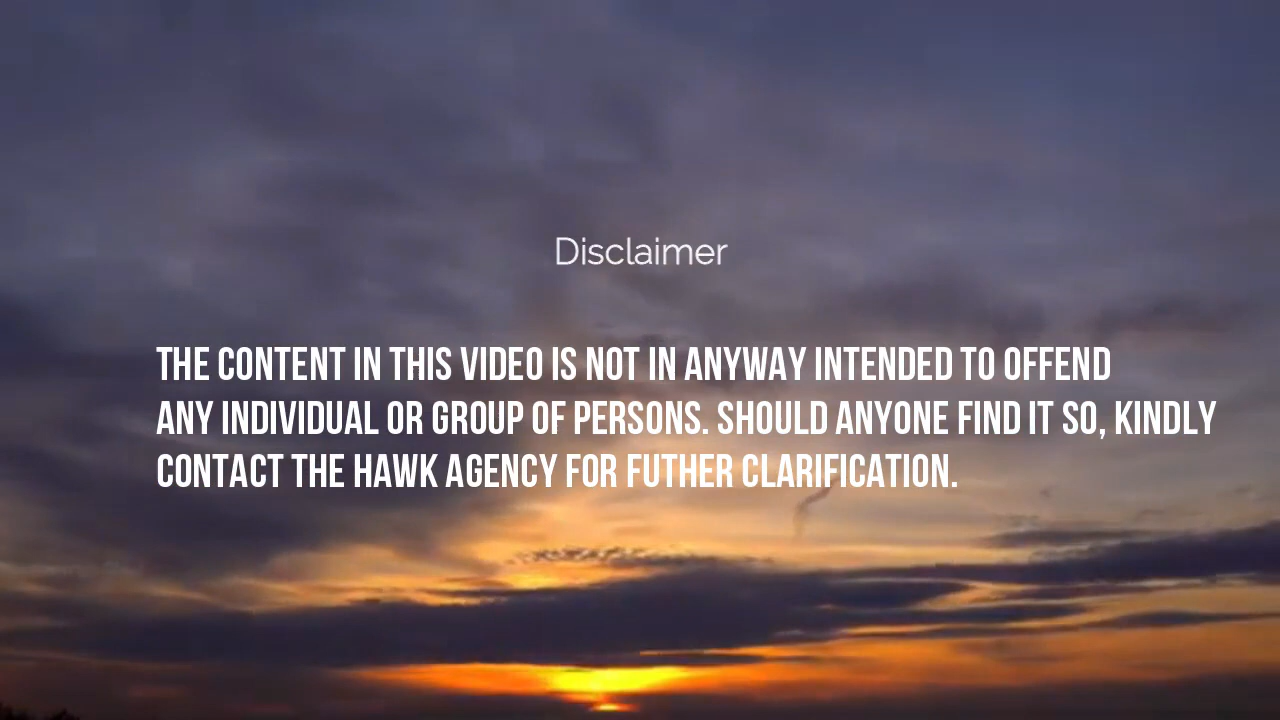 Disclaimer
THE CONTENT IN THIS VIDEO IS NOT IN ANYWAY INTENDED TO OFFEND
ANY INDIVIDUAL OR GROUP OF PERSONS. SHOULD ANYONE FIND IT SO, KINDLY
CONTACT THE HAWK AGENCY FOR FUTHER CLARIFICATION.